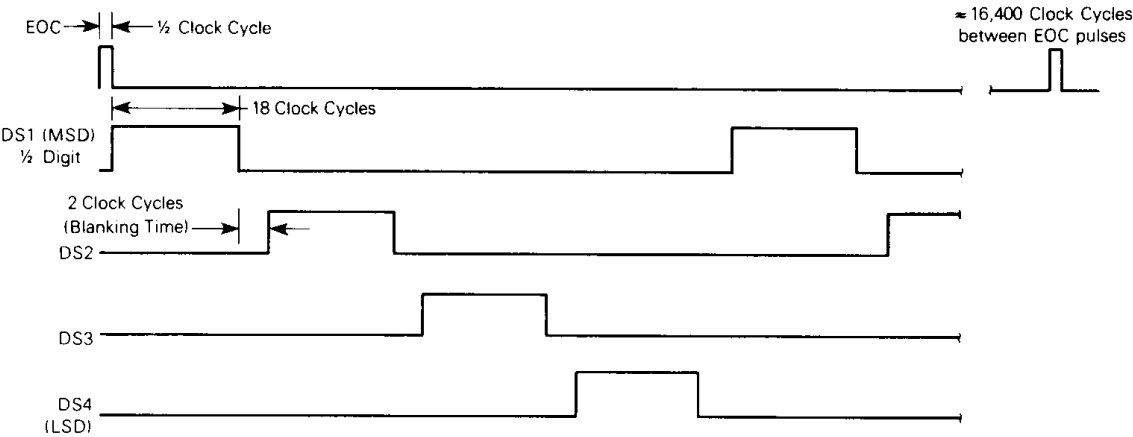 EOC
½ Clock Cycle
≈ 16,400 Clock Cycles
between EOC pulses
18 Clock Cycles
DS1 (MSD)
½ Digit
2 Clock Cycles
(Blanking Time)
DS2
DS3
DS4
(LSD)